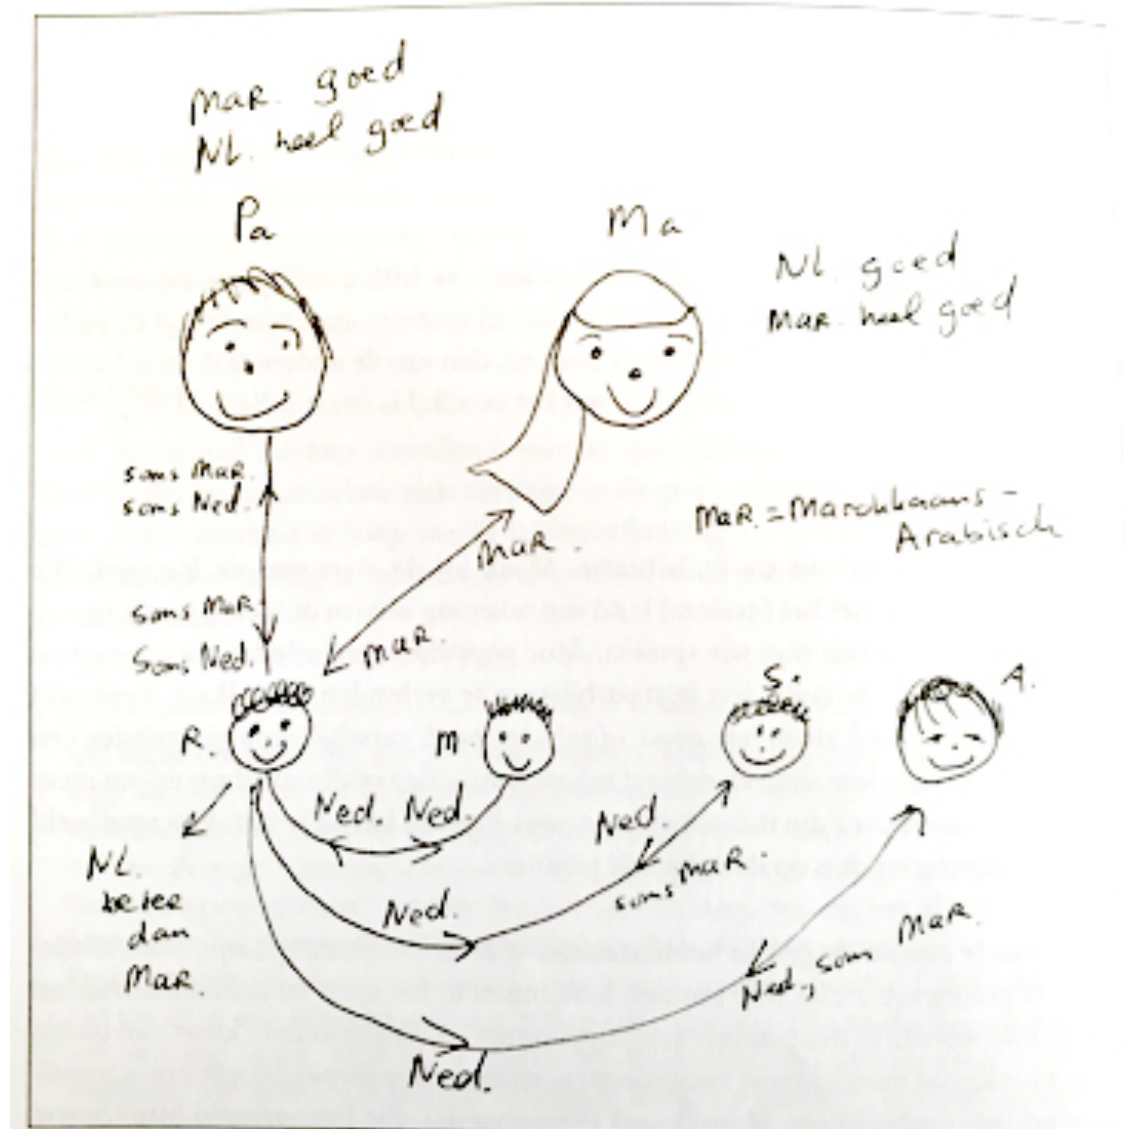 MAR. goed
NL. heel goed
Pa
Ma
NL. goed
Mar. heel goed
soms MaR.
soms Ned.
MAR.
MaR. = Marokkaans-
Arabisch
soms MaR
soms Ned.
MaR.
R.
M
S.
A.
Ned. Ned.
Ned.
soms MaR.
NL.
beter
dan
MaR
Ned.
MaR.
Ned, soms
Ned.